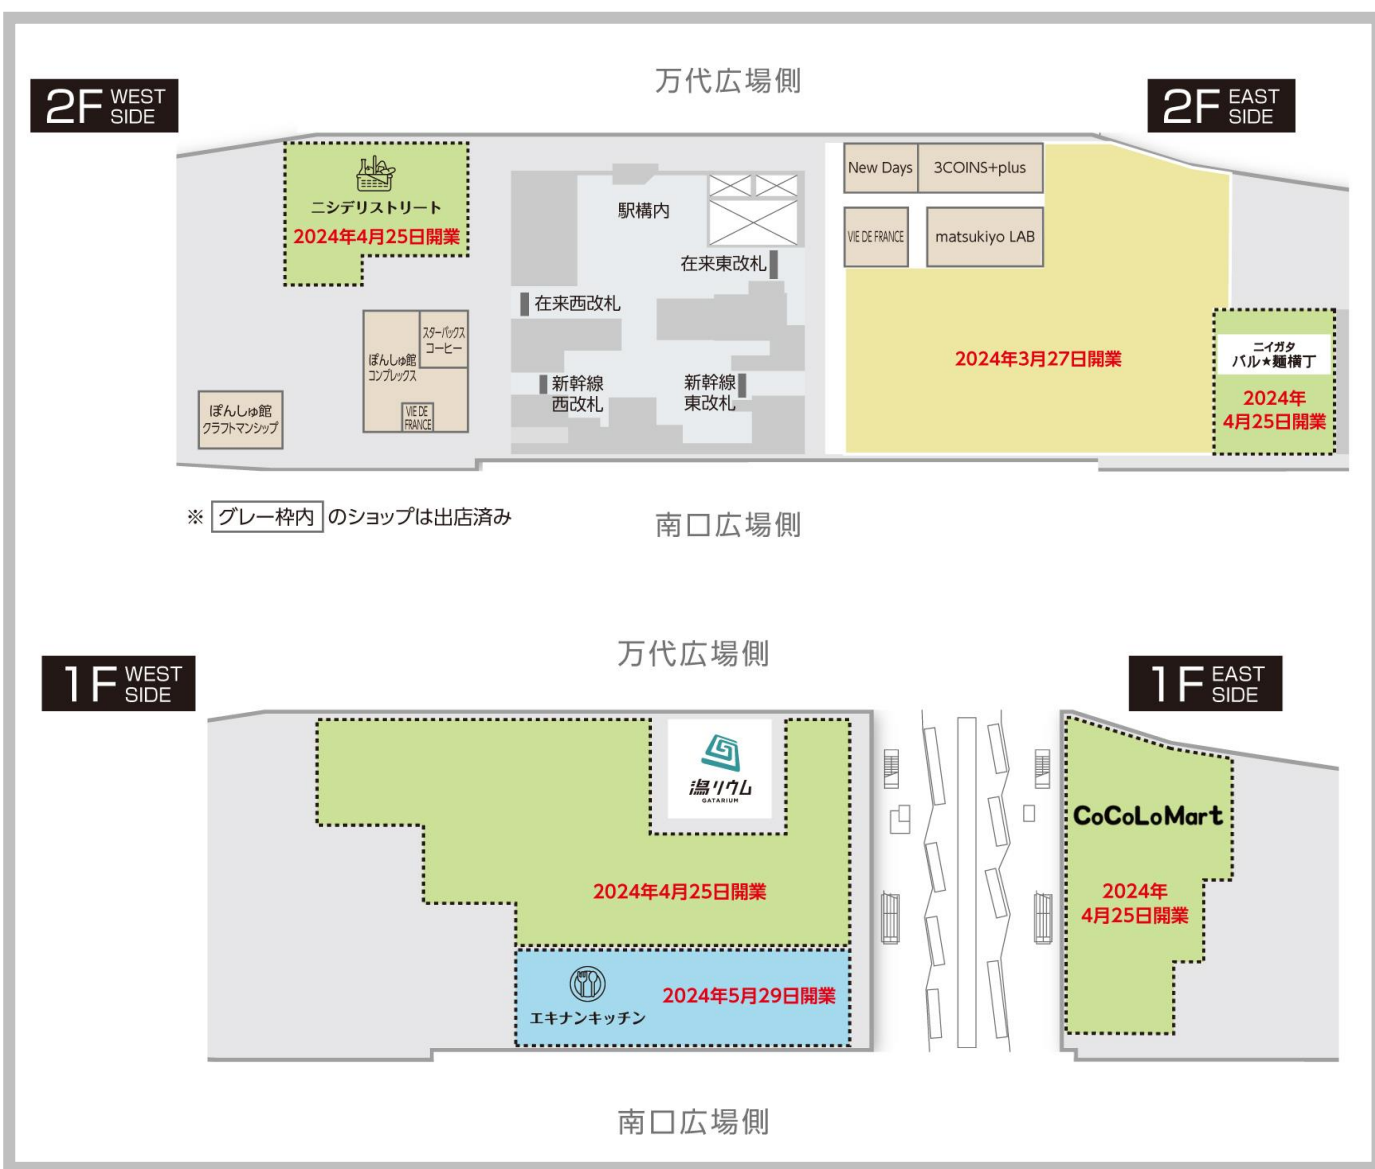 万代広場側
2F WEST SIDE
2F EAST SIDE
ニシデリストリート
2024年4月25日開業
駅構内
在来東改札
在来西改札
新幹線
西改札
新幹線
東改札
New Days
3COINS+plus
VIE DE FRANCE
matsukiyo LAB
2024年3月27日開業
ニイガタ
バル★麺横丁
2024年
4月25日開業
スターバックス
コーヒー
ぽんしゅ館
コンプレックス
VIE DE
FRANCE
ぽんしゅ館
クラフトマンシップ
※ グレー枠内 のショップは出店済み
南口広場側
万代広場側
1F WEST SIDE
1F EAST SIDE
潟リウム
GATARIUM
2024年4月25日開業
エキナンキッチン
2024年5月29日開業
CoCoLoMart
2024年
4月25日開業
南口広場側